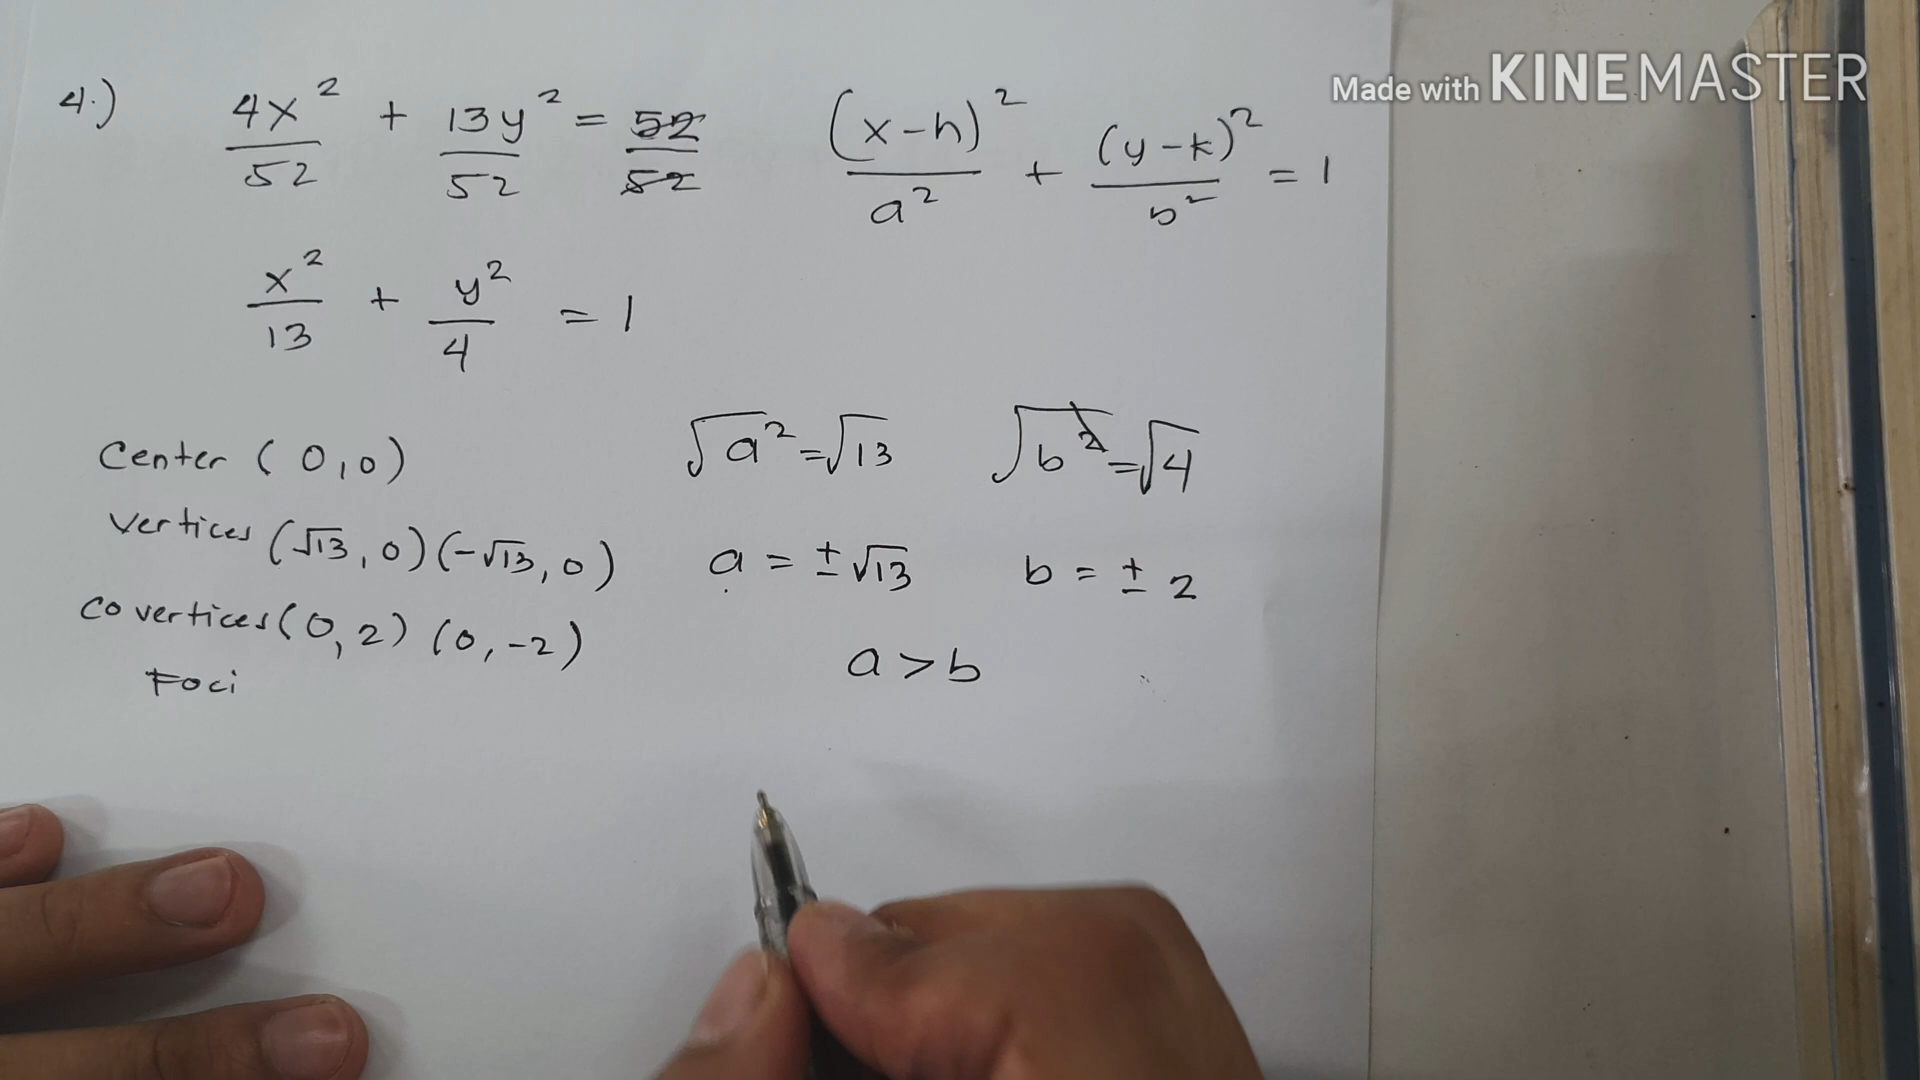 Made with KINEMASTER
4.) 4x²/52 + 13y²/52 = 52/52
(x-h)²/a² + (y-k)²/b² = 1
x²/13 + y²/4 = 1
Center (0,0)
√a² = √13
√b² = √4
Vertices (√13, 0) (-√13, 0)
a = ± √13
b = ± 2
Co vertices (0, 2) (0, -2)
a > b
Foci